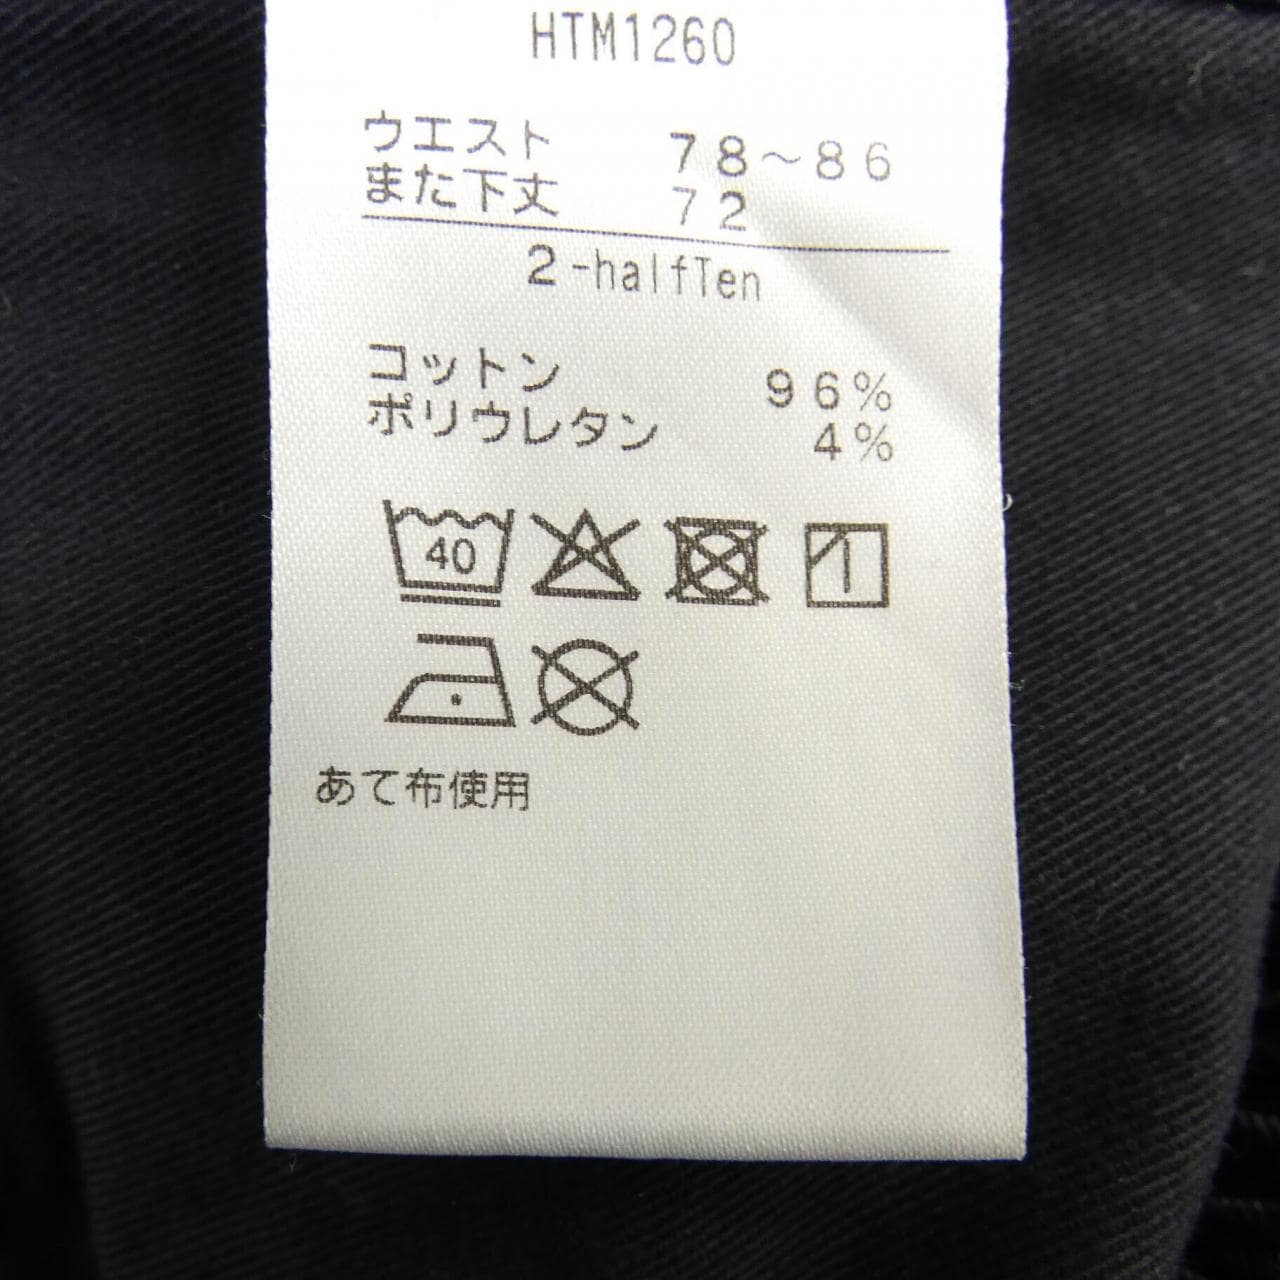 HTM1260
ウエスト 78～86
また下丈 72
2-halfTen
コットン 96%
ポリウレタン 4%
40
あて布使用